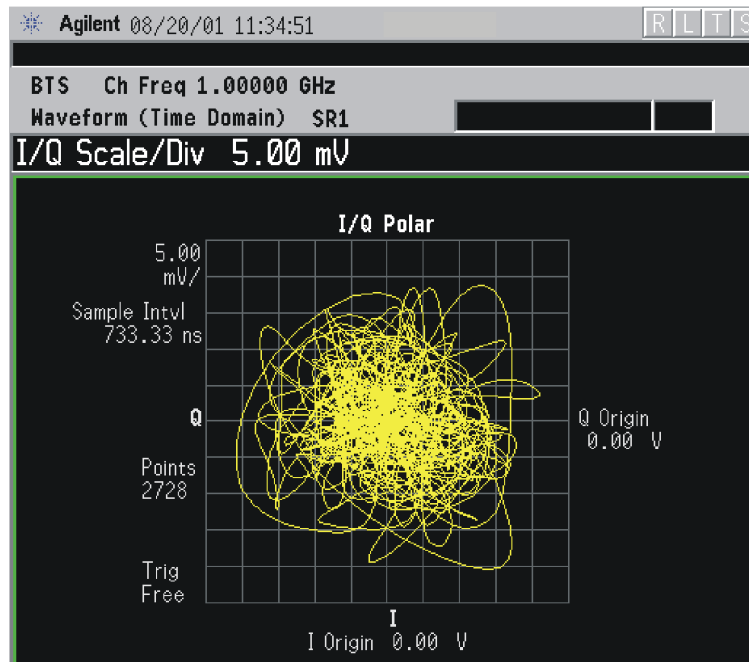 Agilent 08/20/01 11:34:51
R L T S
BTS Ch Freq 1.00000 GHz
Waveform (Time Domain) SR1
I/Q Scale/Div 5.00 mV
I/Q Polar
5.00
mV/
Sample Intvl
733.33 ns
Q
Q Origin
0.00 V
Points
2728
Trig
Free
I
I Origin 0.00 V